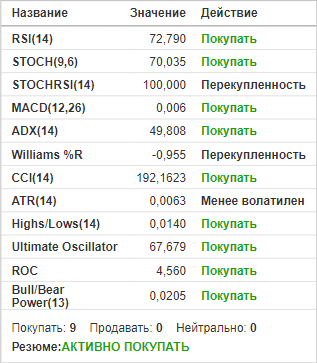 Название Значение Действие
RSI(14) 72,790 Покупать
STOCH(9,6) 70,035 Покупать
STOCHRSI(14) 100,000 Перекупленность
MACD(12,26) 0,006 Покупать
ADX(14) 49,808 Покупать
Williams %R -0,955 Перекупленность
CCI(14) 192,1623 Покупать
ATR(14) 0,0063 Менее волатилен
Highs/Lows(14) 0,0140 Покупать
Ultimate Oscillator 67,679 Покупать
ROC 4,560 Покупать
Bull/Bear
Power(13) 0,0205 Покупать
Покупать: 9 Продавать: 0 Нейтрально: 0
Резюме:АКТИВНО ПОКУПАТЬ